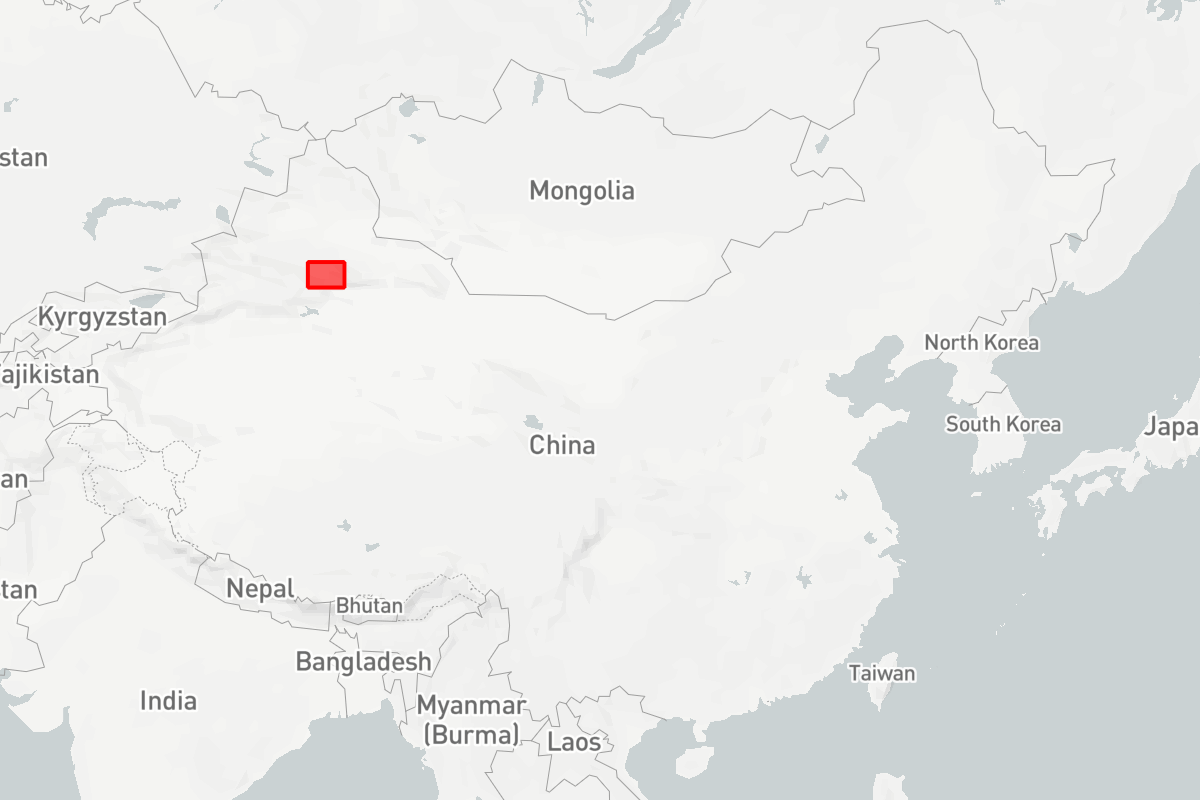 stan
Mongolia
Kyrgyzstan
North Korea
ajikistan
South Korea
Japa
China
an
Nepal
stan
Bhutan
Bangladesh
Taiwan
India
Myanmar
(Burma)
Laos